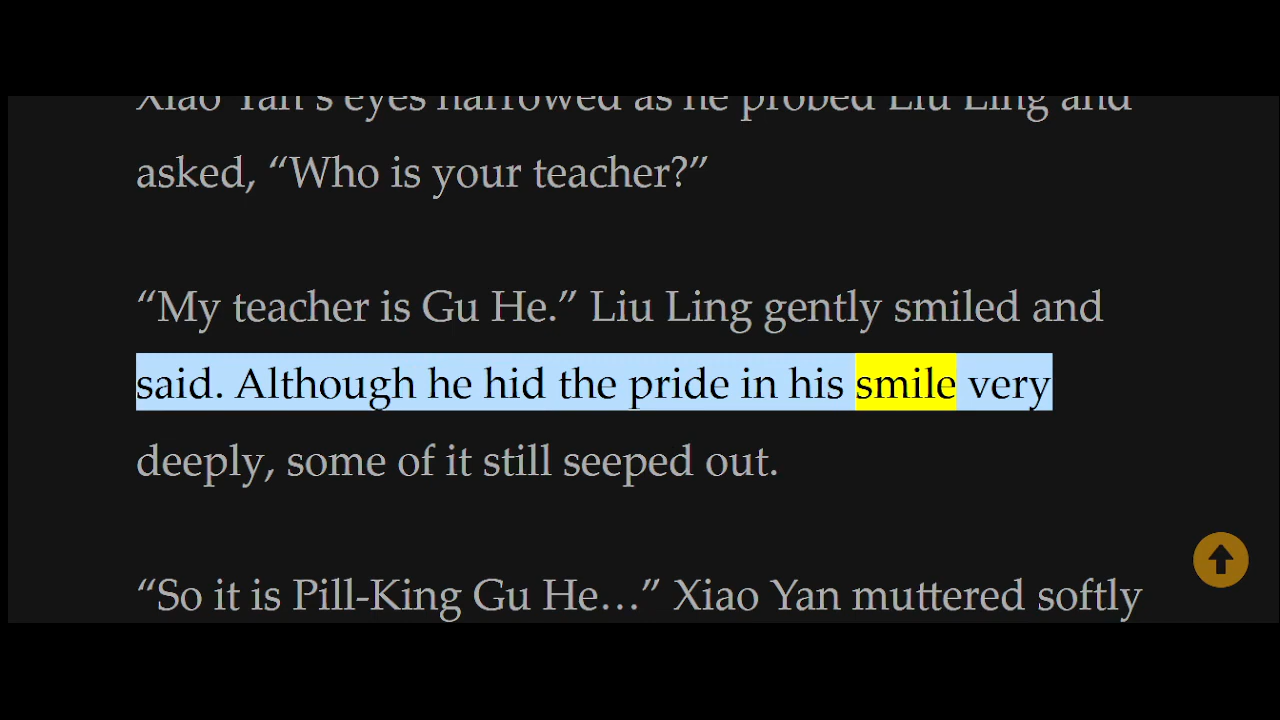 Xiao Yan's eyes narrowed as he probed Liu Ling and
asked, “Who is your teacher?”
“My teacher is Gu He.” Liu Ling gently smiled and
said. Although he hid the pride in his smile very
deeply, some of it still seeped out.
“So it is Pill-King Gu He…” Xiao Yan muttered softly